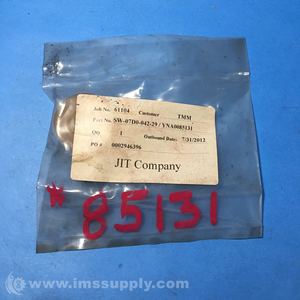 Job No. 61104 Customer TMM
Part No. SW-07D0-042-29 / VNA0085131
Qty 1 Outbound Date: 7/31/2012
PO # 0002946396
JIT Company
# 85131
© www.imssupply.com